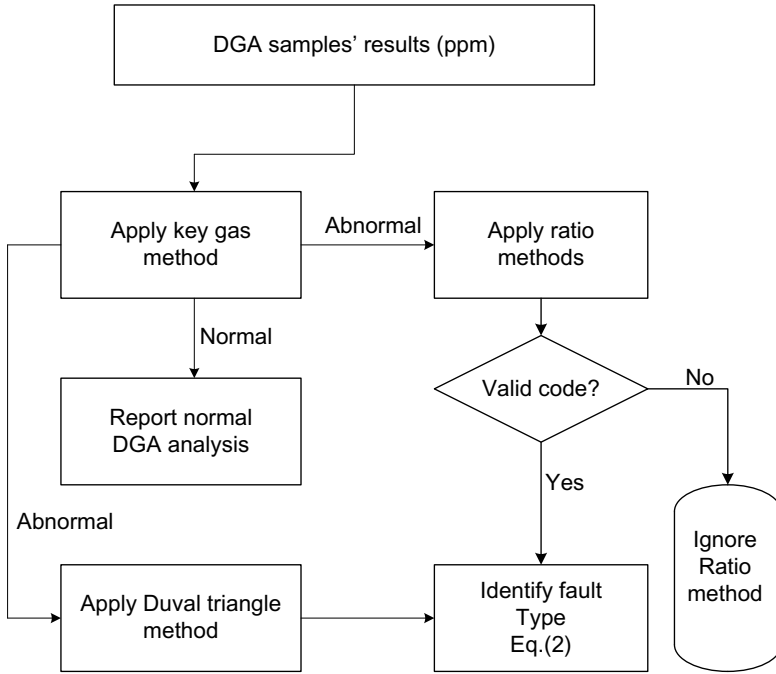 DGA samples’ results (ppm)
Apply key gas
method
Abnormal
Apply ratio
methods
Normal
Valid code?
No
Report normal
DGA analysis
Yes
Abnormal
Ignore
Ratio
method
Apply Duval triangle
method
Identify fault
Type
Eq.(2)